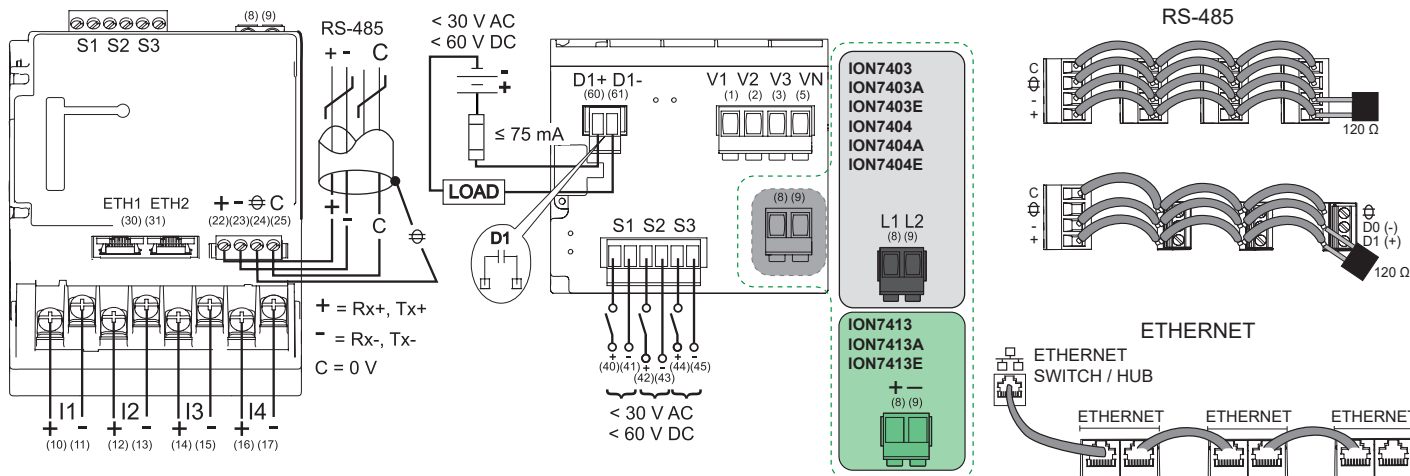 S1 S2 S3
(8) (9)
ETH1 ETH2
(30) (31)
+ - ⏚ C
(22)(23)(24)(25)
I1 I2 I3 I4
+ - + - + - + -
(10) (11) (12) (13) (14) (15) (16) (17)
RS-485
+ - C
+ - C ⏚
+ = Rx+, Tx+
- = Rx-, Tx-
C = 0 V
< 30 V AC
< 60 V DC
-
+
≤ 75 mA
LOAD
D1
D1+ D1-
(60) (61)
V1 V2 V3 VN
(1) (2) (3) (5)
(8) (9)
S1 S2 S3
+ - + - + -
(40) (41) (42) (43) (44) (45)
< 30 V AC
< 60 V DC
ION7403
ION7403A
ION7403E
ION7404
ION7404A
ION7404E
L1 L2
(8) (9)
ION7413
ION7413A
ION7413E
+ −
(8) (9)
RS-485
C
⏚
-
+
120 Ω
C
⏚
-
+
⏚
D0 (-)
D1 (+)
120 Ω
ETHERNET
ETHERNET
SWITCH / HUB
ETHERNET ETHERNET ETHERNET